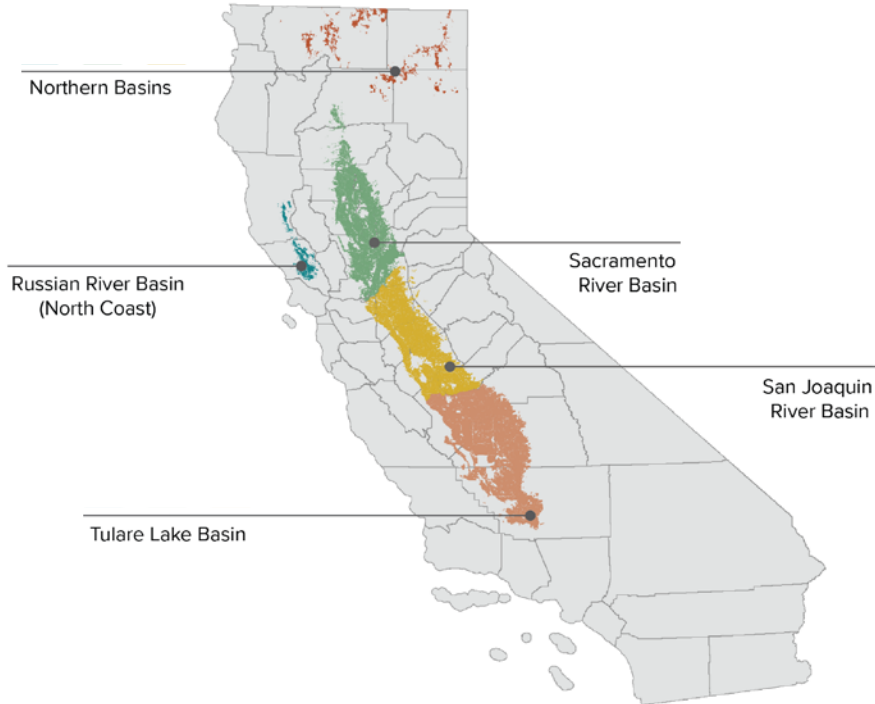 Northern Basins
Sacramento
River Basin
Russian River Basin
(North Coast)
San Joaquin
River Basin
Tulare Lake Basin